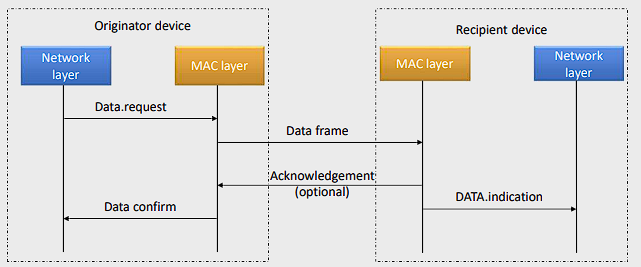 Originator device
Recipient device
Network
layer
MAC layer
MAC layer
Network
layer
Data.request
Data frame
Acknowledgement
(optional)
DATA.indication
Data confirm